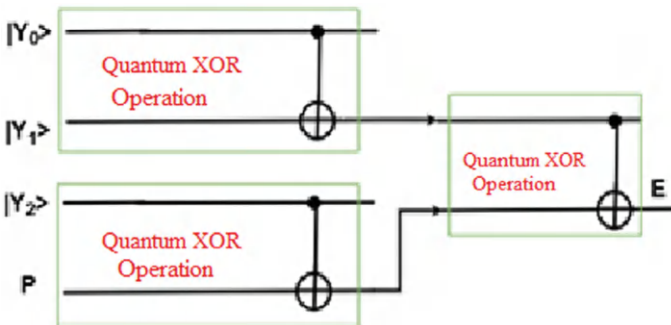 |Y₀>
Quantum XOR
Operation
|Y₁>
Quantum XOR
Operation
E
|Y₂>
Quantum XOR
Operation
P